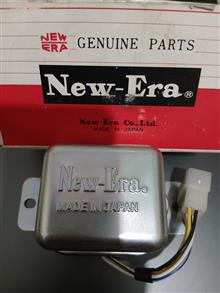 NEW
ERA
GENUINE PARTS
New-Era®
New-Era Co., Ltd.
MADE IN JAPAN
New-Era.
MADE IN JAPAN